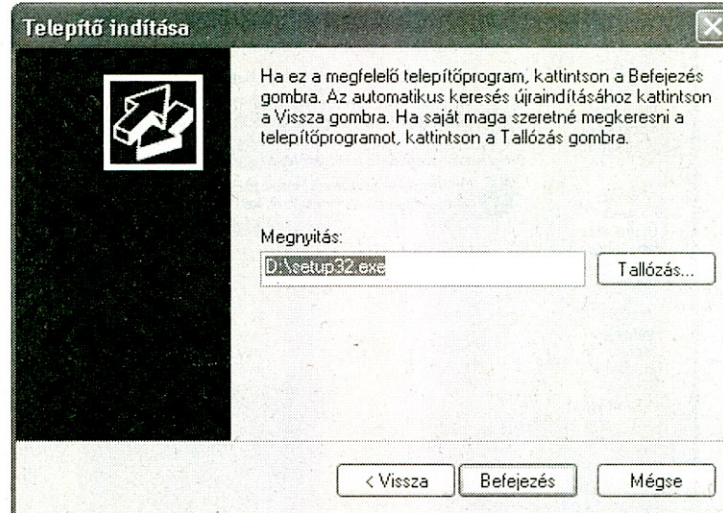 Telepítő indítása
Ha ez a megfelelő telepítőprogram, kattintson a Befejezés
gombra. Az automatikus keresés újraindításához kattintson
a Vissza gombra. Ha saját maga szeretné megkeresni a
telepítőprogramot, kattintson a Tallózás gombra.
Megnyitás:
D:\setup32.exe
Tallózás...
< Vissza
Befejezés
Mégse